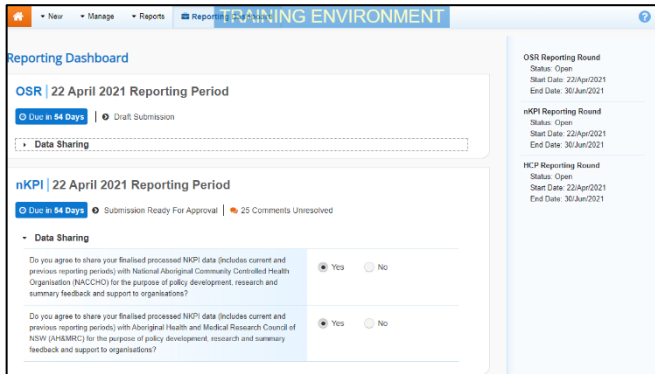 New
Manage
Reports
Reporting Dashboard
TRAINING ENVIRONMENT
?
Reporting Dashboard
OSR | 22 April 2021 Reporting Period
Due in 54 Days | Draft Submission
Data Sharing
nKPI | 22 April 2021 Reporting Period
Due in 54 Days Submission Ready For Approval | 25 Comments Unresolved
Data Sharing
Do you agree to share your finalised processed NKPI data (includes current and
previous reporting periods) with National Aboriginal Community Controlled Health
Organisation (NACCHO) for the purpose of policy development, research and
summary feedback and support to organisations?
Yes No
Do you agree to share your finalised processed NKPI data (includes current and
previous reporting periods) with Aboriginal Health and Medical Research Council of
NSW (AH&MRC) for the purpose of policy development, research and summary
feedback and support to organisations?
Yes No
OSR Reporting Round
Status: Open
Start Date: 22/Apr/2021
End Date: 30/Jun/2021
nKPI Reporting Round
Status: Open
Start Date: 22/Apr/2021
End Date: 30/Jun/2021
HCP Reporting Round
Status: Open
Start Date: 22/Apr/2021
End Date: 30/Jun/2021